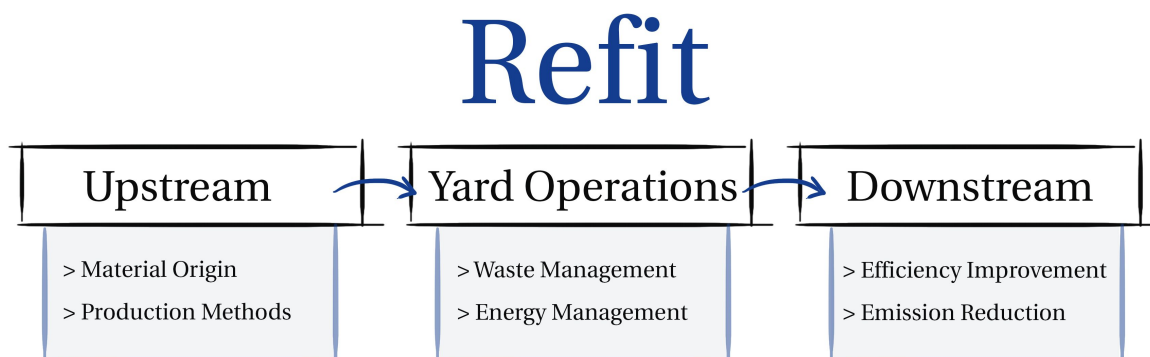 Refit
Upstream
Yard Operations
Downstream
> Material Origin
> Production Methods
> Waste Management
> Energy Management
> Efficiency Improvement
> Emission Reduction